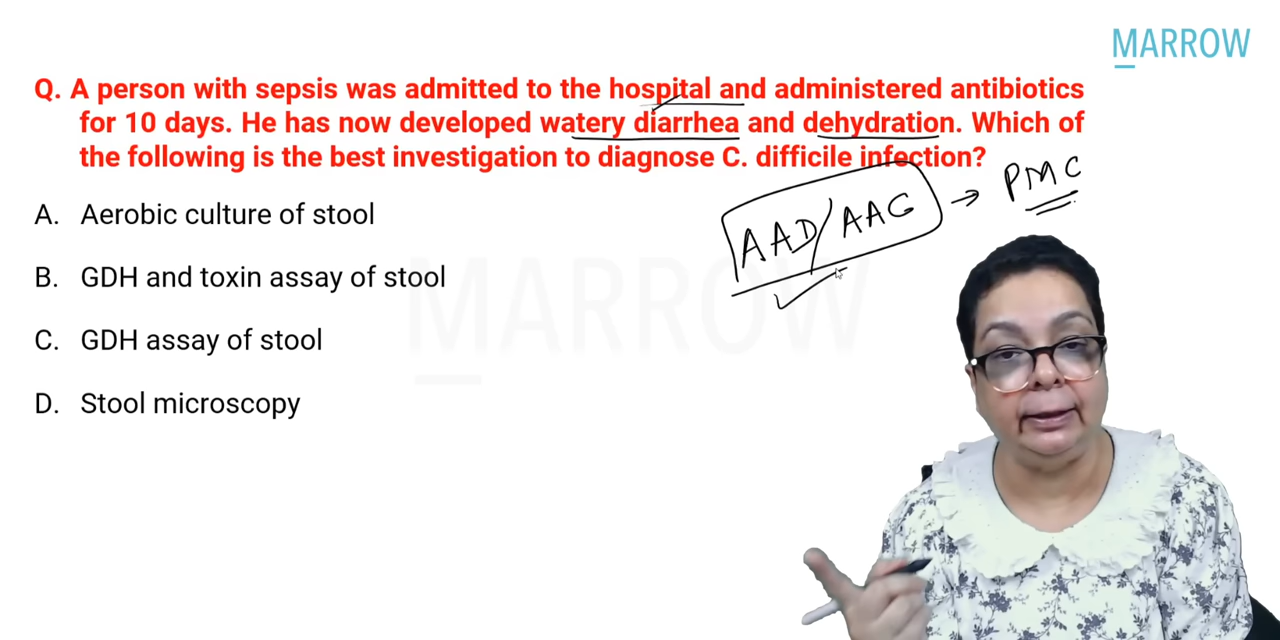 MARROW
Q. A person with sepsis was admitted to the hospital and administered antibiotics
for 10 days. He has now developed watery diarrhea and dehydration. Which of
the following is the best investigation to diagnose C. difficile infection?
A. Aerobic culture of stool
B. GDH and toxin assay of stool
C. GDH assay of stool
D. Stool microscopy
AAD/AAC → PMC
MARROW